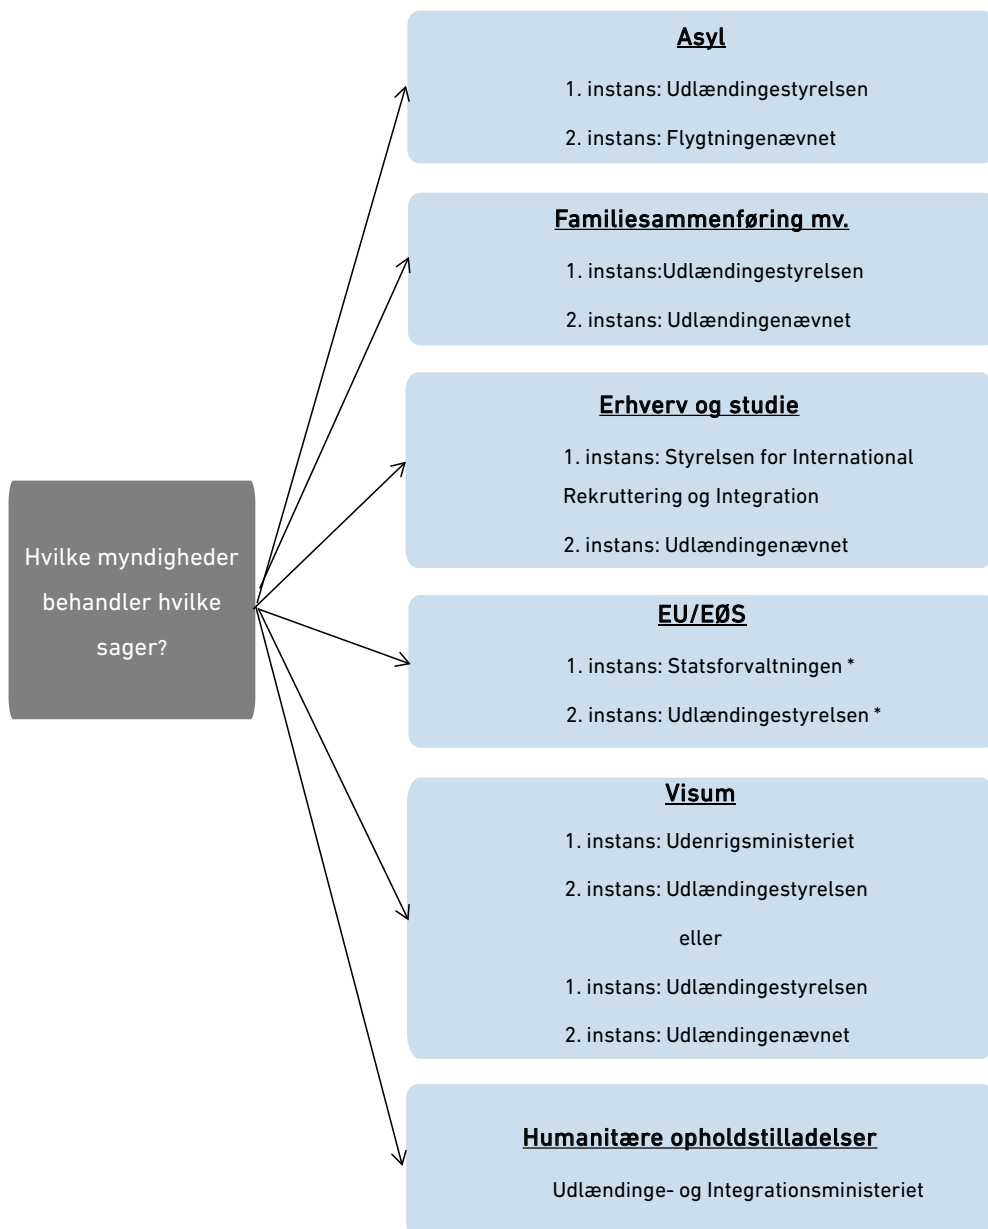 Asyl
1. instans: Udlændingestyrelsen
2. instans: Flygtningenævnet
Familiesammenføring mv.
1. instans:Udlændingestyrelsen
2. instans: Udlændingenævnet
Erhverv og studie
1. instans: Styrelsen for International
Rekruttering og Integration
2. instans: Udlændingenævnet
Hvilke myndigheder
behandler hvilke
sager?
EU/EØS
1. instans: Statsforvaltningen *
2. instans: Udlændingestyrelsen *
Visum
1. instans: Udenrigsministeriet
2. instans: Udlændingestyrelsen
eller
1. instans: Udlændingestyrelsen
2. instans: Udlændingenævnet
Humanitære opholdstilladelser
Udlændinge- og Integrationsministeriet